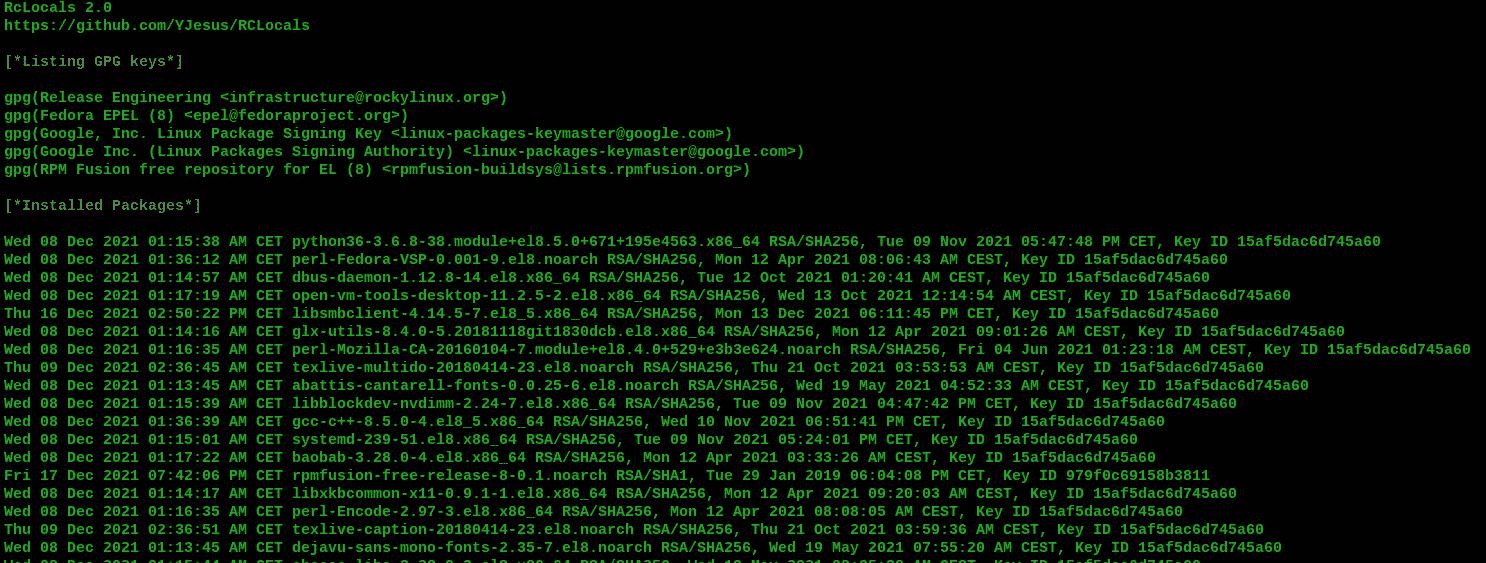 RcLocals 2.0
https://github.com/YJesus/RCLocals
[*Listing GPG keys*]
gpg(Release Engineering <infrastructure@rockylinux.org>)
gpg(Fedora EPEL (8) <epel@fedoraproject.org>)
gpg(Google, Inc. Linux Package Signing Key <linux-packages-keymaster@google.com>)
gpg(Google Inc. (Linux Packages Signing Authority) <linux-packages-keymaster@google.com>)
gpg(RPM Fusion free repository for EL (8) <rpmfusion-buildsys@lists.rpmfusion.org>)
[*Installed Packages*]
Wed 08 Dec 2021 01:15:38 AM CET python36-3.6.8-38.module+el8.5.0+671+195e4563.x86_64 RSA/SHA256, Tue 09 Nov 2021 05:47:48 PM CET, Key ID 15af5dac6d745a60
Wed 08 Dec 2021 01:36:12 AM CET perl-Fedora-VSP-0.001-9.el8.noarch RSA/SHA256, Mon 12 Apr 2021 08:06:43 AM CEST, Key ID 15af5dac6d745a60
Wed 08 Dec 2021 01:14:57 AM CET dbus-daemon-1.12.8-14.el8.x86_64 RSA/SHA256, Tue 12 Oct 2021 01:20:41 AM CEST, Key ID 15af5dac6d745a60
Wed 08 Dec 2021 01:17:19 AM CET open-vm-tools-desktop-11.2.5-2.el8.x86_64 RSA/SHA256, Wed 13 Oct 2021 12:14:54 AM CEST, Key ID 15af5dac6d745a60
Thu 16 Dec 2021 02:50:22 PM CET libsmbclient-4.14.5-7.el8_5.x86_64 RSA/SHA256, Mon 13 Dec 2021 06:11:45 PM CET, Key ID 15af5dac6d745a60
Wed 08 Dec 2021 01:14:16 AM CET glx-utils-8.4.0-5.20181118git1830dcb.el8.x86_64 RSA/SHA256, Mon 12 Apr 2021 09:01:26 AM CEST, Key ID 15af5dac6d745a60
Wed 08 Dec 2021 01:16:35 AM CET perl-Mozilla-CA-20160104-7.module+el8.4.0+529+e3b3e624.noarch RSA/SHA256, Fri 04 Jun 2021 01:23:18 AM CEST, Key ID 15af5dac6d745a60
Thu 09 Dec 2021 02:36:45 AM CET texlive-multido-20180414-23.el8.noarch RSA/SHA256, Thu 21 Oct 2021 03:53:53 AM CEST, Key ID 15af5dac6d745a60
Wed 08 Dec 2021 01:13:45 AM CET abattis-cantarell-fonts-0.0.25-6.el8.noarch RSA/SHA256, Wed 19 May 2021 04:52:33 AM CEST, Key ID 15af5dac6d745a60
Wed 08 Dec 2021 01:15:39 AM CET libblockdev-nvdimm-2.24-7.el8.x86_64 RSA/SHA256, Tue 09 Nov 2021 04:47:42 PM CET, Key ID 15af5dac6d745a60
Wed 08 Dec 2021 01:36:39 AM CET gcc-c++-8.5.0-4.el8_5.x86_64 RSA/SHA256, Wed 10 Nov 2021 06:51:41 PM CET, Key ID 15af5dac6d745a60
Wed 08 Dec 2021 01:15:01 AM CET systemd-239-51.el8.x86_64 RSA/SHA256, Tue 09 Nov 2021 05:24:01 PM CET, Key ID 15af5dac6d745a60
Wed 08 Dec 2021 01:17:22 AM CET baobab-3.28.0-4.el8.x86_64 RSA/SHA256, Mon 12 Apr 2021 03:33:26 AM CEST, Key ID 15af5dac6d745a60
Fri 17 Dec 2021 07:42:06 PM CET rpmfusion-free-release-8-0.1.noarch RSA/SHA1, Tue 29 Jan 2019 06:04:08 PM CET, Key ID 979f0c69158b3811
Wed 08 Dec 2021 01:14:17 AM CET libxkbcommon-x11-0.9.1-1.el8.x86_64 RSA/SHA256, Mon 12 Apr 2021 09:20:03 AM CEST, Key ID 15af5dac6d745a60
Wed 08 Dec 2021 01:16:35 AM CET perl-Encode-2.97-3.el8.x86_64 RSA/SHA256, Mon 12 Apr 2021 08:08:05 AM CEST, Key ID 15af5dac6d745a60
Thu 09 Dec 2021 02:36:51 AM CET texlive-caption-20180414-23.el8.noarch RSA/SHA256, Thu 21 Oct 2021 03:59:36 AM CEST, Key ID 15af5dac6d745a60
Wed 08 Dec 2021 01:13:45 AM CET dejavu-sans-mono-fonts-2.35-7.el8.noarch RSA/SHA256, Wed 19 May 2021 07:55:20 AM CEST, Key ID 15af5dac6d745a60